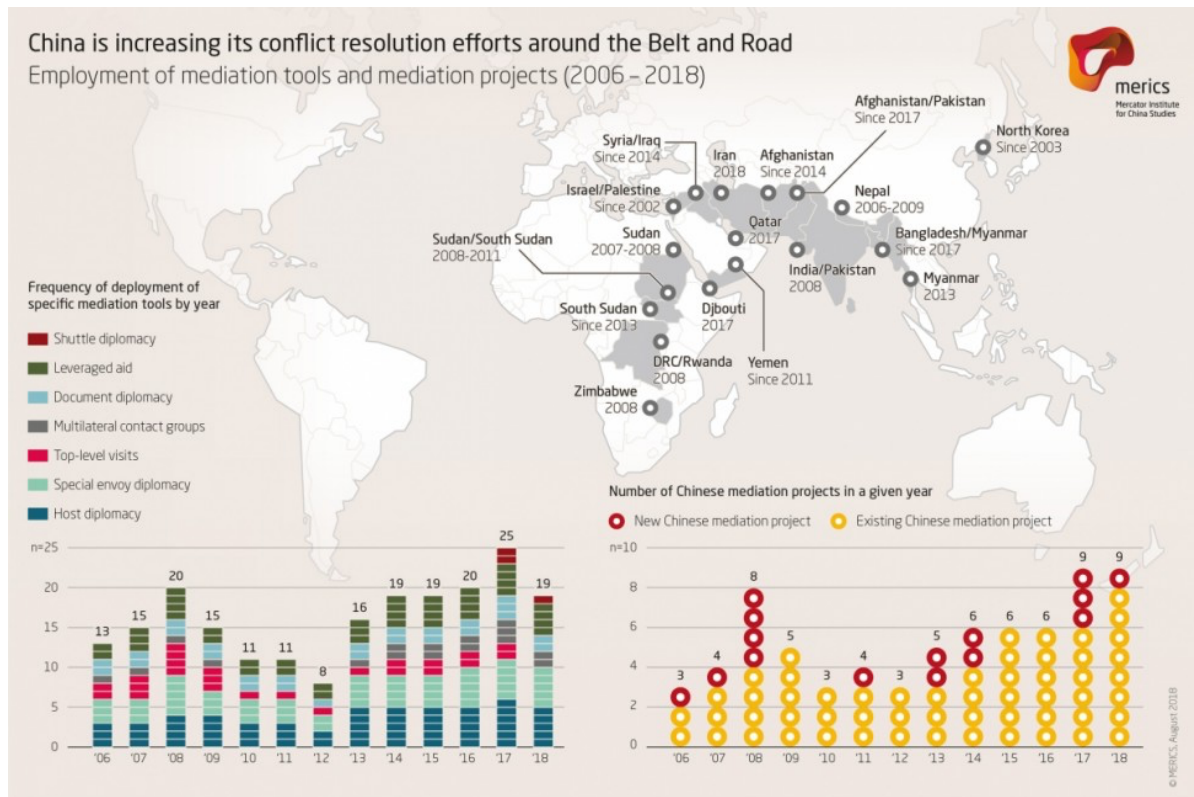 China is increasing its conflict resolution efforts around the Belt and Road
Employment of mediation tools and mediation projects (2006 – 2018)
merics
Mercator Institute
for China Studies
Afghanistan/Pakistan
Since 2017
North Korea
Since 2003
Syria/Iraq
Since 2014
Iran
2018
Afghanistan
Since 2014
Israel/Palestine
Since 2002
Nepal
2006-2009
Qatar
2017
Sudan/South Sudan
2008-2011
Sudan
2007-2008
Bangladesh/Myanmar
Since 2017
India/Pakistan
2008
Myanmar
2013
South Sudan
Since 2013
Djibouti
2017
DRC/Rwanda
2008
Yemen
Since 2011
Zimbabwe
2008
Frequency of deployment of
specific mediation tools by year
Shuttle diplomacy
Leveraged aid
Document diplomacy
Multilateral contact groups
Top-level visits
Special envoy diplomacy
Host diplomacy
n=25
20
15
10
5
0
13
15
20
15
11
11
8
16
19
19
20
25
19
'06
'07
'08
'09
'10
'11
'12
'13
'14
'15
'16
'17
'18
Number of Chinese mediation projects in a given year
New Chinese mediation project
Existing Chinese mediation project
n=10
8
6
4
2
0
3
4
8
5
3
4
3
5
6
6
6
9
9
'06
'07
'08
'09
'10
'11
'12
'13
'14
'15
'16
'17
'18
© MERICS, August 2018